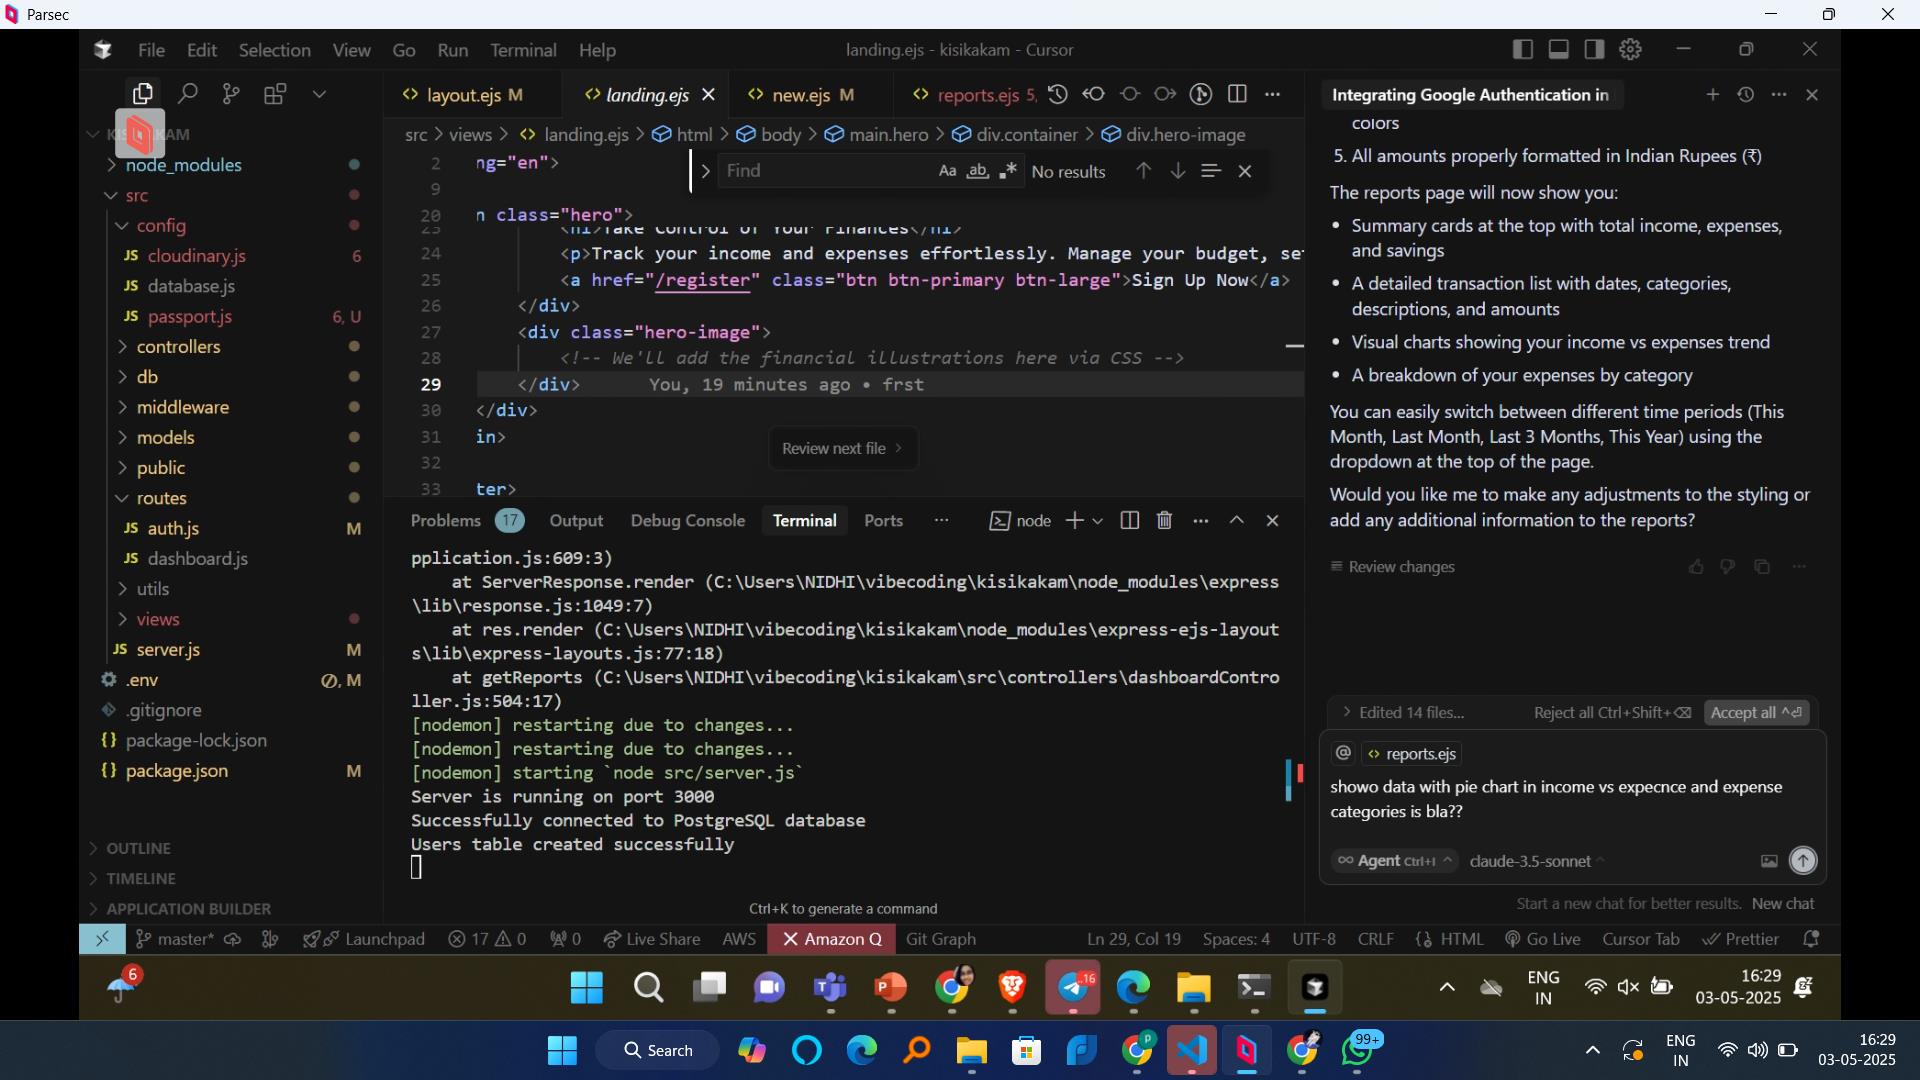 Parsec
File Edit Selection View Go Run Terminal Help
landing.ejs - kisikakam - Cursor
layout.ejs M
landing.ejs
new.ejs M
reports.ejs 5,
Integrating Google Authentication in
src > views > landing.ejs > html > body > main.hero > div.container > div.hero-image
node_modules
src
config
JS cloudinary.js 6
JS database.js
JS passport.js 6, U
controllers
db
middleware
models
public
routes
JS auth.js M
JS dashboard.js
utils
views
JS server.js M
.env M
.gitignore
{} package-lock.json
{} package.json M
OUTLINE
TIMELINE
APPLICATION BUILDER
Find Aa ab .* No results
2 ng="en">
9
20 n class="hero">
23 <h1>Take Control of Your Finances</h1>
24 <p>Track your income and expenses effortlessly. Manage your budget, set
25 <a href="/register" class="btn btn-primary btn-large">Sign Up Now</a>
26 </div>
27 <div class="hero-image">
28 <!-- We'll add the financial illustrations here via CSS -->
29 </div> You, 19 minutes ago • frst
30 </div>
31 in>
32
33 ter>
Review next file >
Problems 17 Output Debug Console Terminal Ports ··· node
pplication.js:609:3)
at ServerResponse.render (C:\Users\NIDHI\vibecoding\kisikakam\node_modules\express
\lib\response.js:1049:7)
at res.render (C:\Users\NIDHI\vibecoding\kisikakam\node_modules\express-ejs-layout
s\lib\express-layouts.js:77:18)
at getReports (C:\Users\NIDHI\vibecoding\kisikakam\src\controllers\dashboardContro
ller.js:504:17)
[nodemon] restarting due to changes...
[nodemon] restarting due to changes...
[nodemon] starting `node src/server.js`
Server is running on port 3000
Successfully connected to PostgreSQL database
Users table created successfully
Ctrl+K to generate a command
colors
5. All amounts properly formatted in Indian Rupees (₹)
The reports page will now show you:
• Summary cards at the top with total income, expenses,
and savings
• A detailed transaction list with dates, categories,
descriptions, and amounts
• Visual charts showing your income vs expenses trend
• A breakdown of your expenses by category
You can easily switch between different time periods (This
Month, Last Month, Last 3 Months, This Year) using the
dropdown at the top of the page.
Would you like me to make any adjustments to the styling or
add any additional information to the reports?
Review changes
Edited 14 files... Reject all Ctrl+Shift+⌫ Accept all ^⏎
@ reports.ejs
showo data with pie chart in income vs expecnce and expense
categories is bla??
∞ Agent Ctrl+I claude-3.5-sonnet
Start a new chat for better results. New chat
master* Launchpad 17 0 0 Live Share AWS Amazon Q Git Graph Ln 29, Col 19 Spaces: 4 UTF-8 CRLF {} HTML Go Live Cursor Tab Prettier
6
16
ENG
IN
16:29
03-05-2025
Search
P
99+
ENG
IN
16:29
03-05-2025